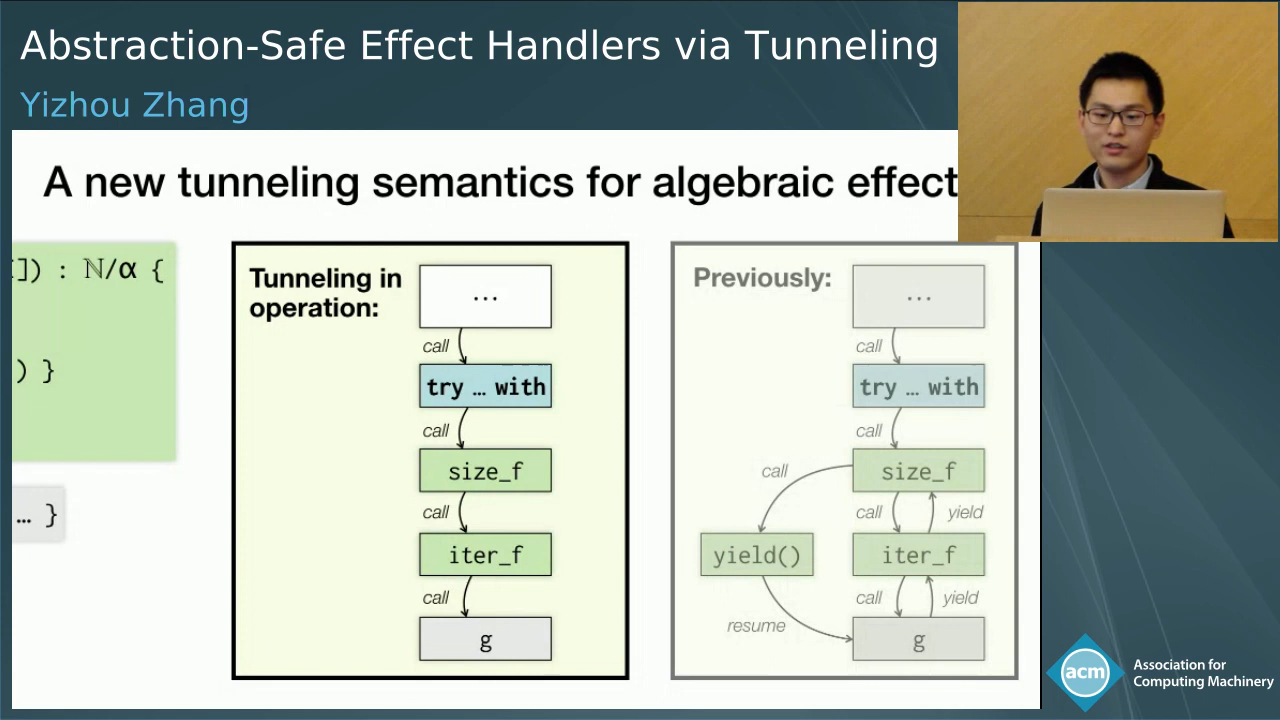 Abstraction-Safe Effect Handlers via Tunneling
Yizhou Zhang
A new tunneling semantics for algebraic effect
]) : ℕ/α {
) }
… }
Tunneling in
operation:
…
call
try … with
call
size_f
call
iter_f
call
g
Previously:
…
call
try … with
call
size_f
call
call
yield
yield()
iter_f
call
yield
resume
g
acm
Association for
Computing Machinery